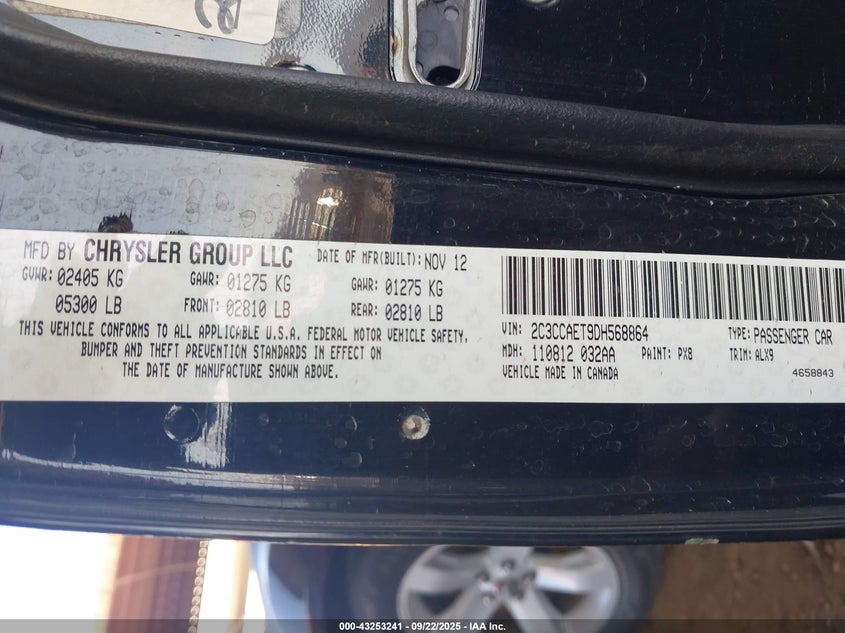 MFD BY CHRYSLER GROUP LLC DATE OF MFR(BUILT): NOV 12
GVWR: 02405 KG GAWR: 01275 KG GAWR: 01275 KG
05300 LB FRONT: 02810 LB REAR: 02810 LB
THIS VEHICLE CONFORMS TO ALL APPLICABLE U.S.A. FEDERAL MOTOR VEHICLE SAFETY,
BUMPER AND THEFT PREVENTION STANDARDS IN EFFECT ON
THE DATE OF MANUFACTURE SHOWN ABOVE.
VIN: 2C3CCAET9DH568864 TYPE: PASSENGER CAR
MDH: 110812 032AA PAINT: PX8 TRIM: ALX9
VEHICLE MADE IN CANADA 4658843
000-43253241 - 09/22/2025 - IAA Inc.